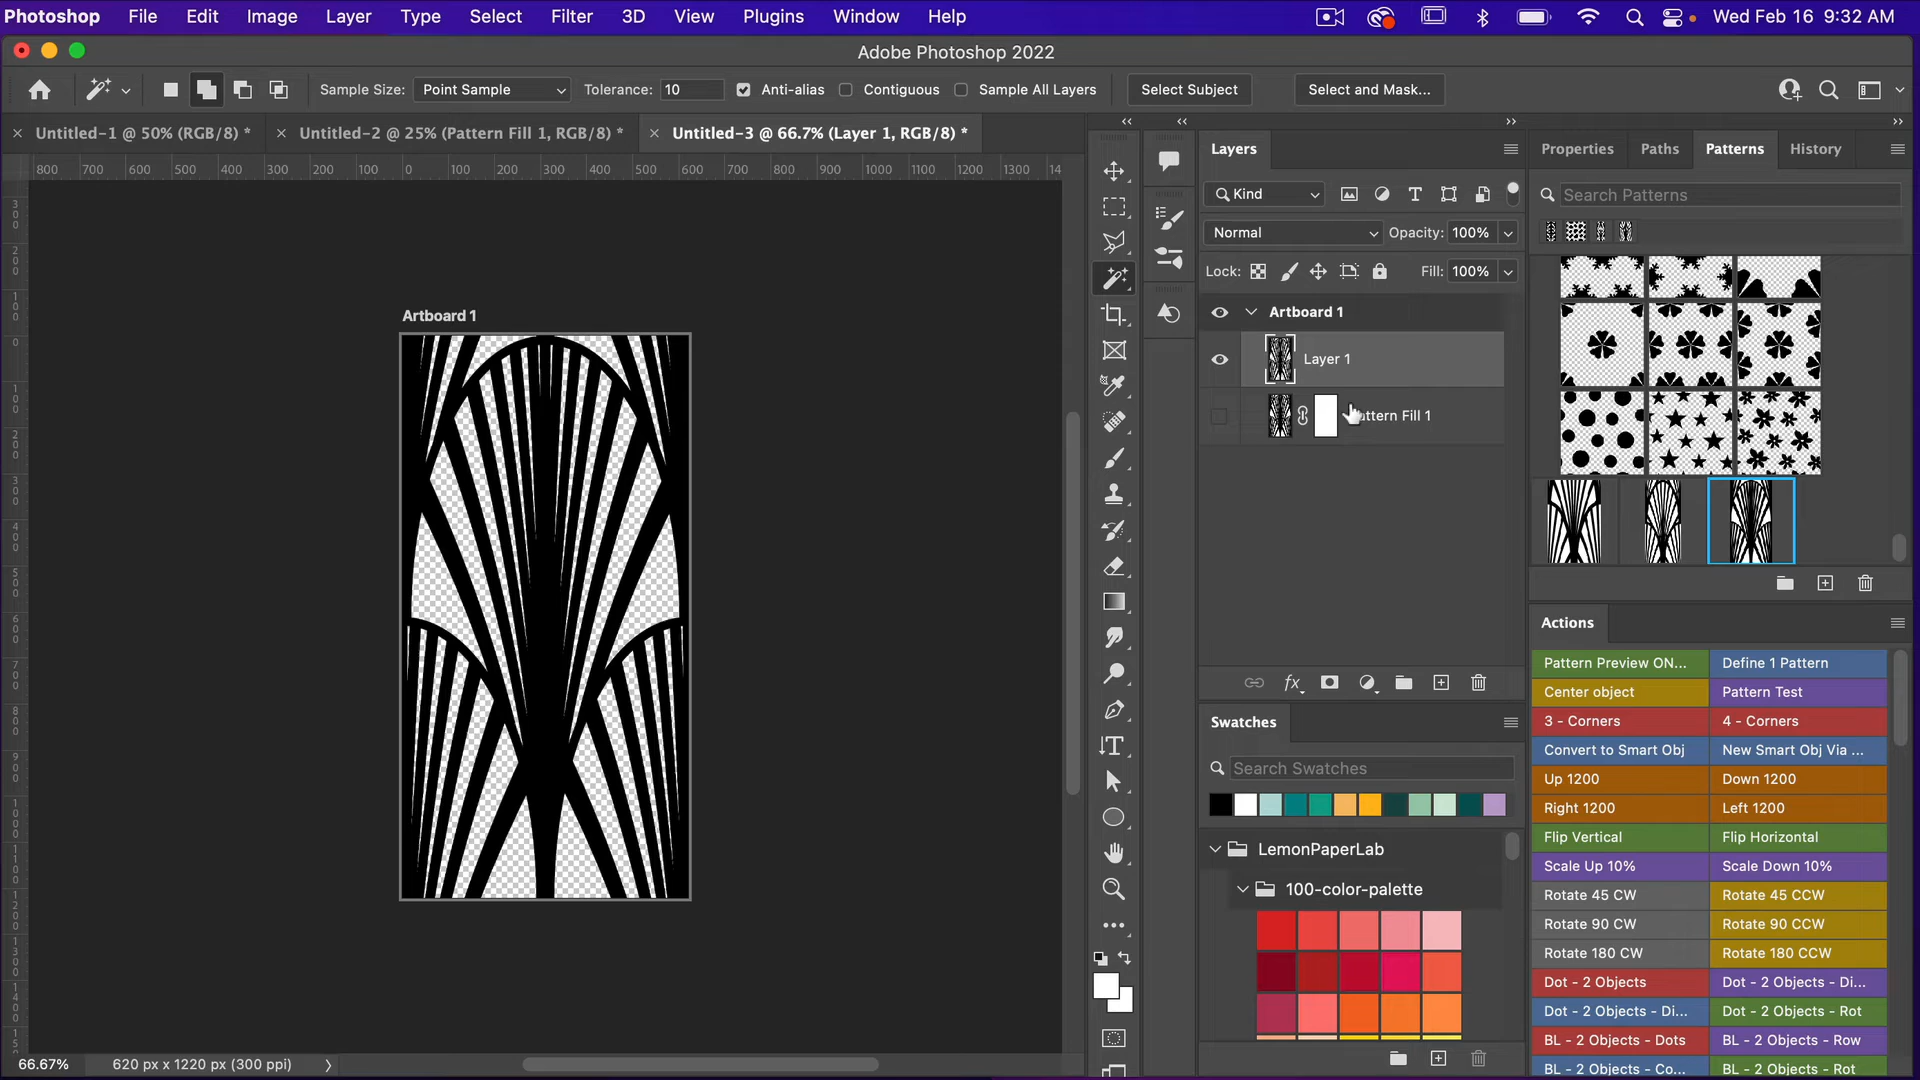 Photoshop File Edit Image Layer Type Select Filter 3D View Plugins Window Help Wed Feb 16 9:32 AM
Adobe Photoshop 2022
Sample Size: Point Sample Tolerance: 10 Anti-alias Contiguous Sample All Layers Select Subject Select and Mask...
Untitled-1 @ 50% (RGB/8) * Untitled-2 @ 25% (Pattern Fill 1, RGB/8) * Untitled-3 @ 66.7% (Layer 1, RGB/8) *
800 700 600 500 400 300 200 100 0 100 200 300 400 500 600 700 800 900 1000 1100 1200 1300 14
Layers
Kind
Normal Opacity: 100%
Lock: Fill: 100%
Artboard 1
Layer 1
ttern Fill 1
Artboard 1
Properties Paths Patterns History
Search Patterns
Swatches
Search Swatches
LemonPaperLab
100-color-palette
Actions
Pattern Preview ON... Define 1 Pattern
Center object Pattern Test
3 - Corners 4 - Corners
Convert to Smart Obj New Smart Obj Via ...
Up 1200 Down 1200
Right 1200 Left 1200
Flip Vertical Flip Horizontal
Scale Up 10% Scale Down 10%
Rotate 45 CW Rotate 45 CCW
Rotate 90 CW Rotate 90 CCW
Rotate 180 CW Rotate 180 CCW
Dot - 2 Objects Dot - 2 Objects - Di...
Dot - 2 Objects - Di... Dot - 2 Objects - Rot
BL - 2 Objects - Dots BL - 2 Objects - Row
BL - 2 Objects - Co... BL - 2 Objects - Rot
66.67% 620 px x 1220 px (300 ppi)